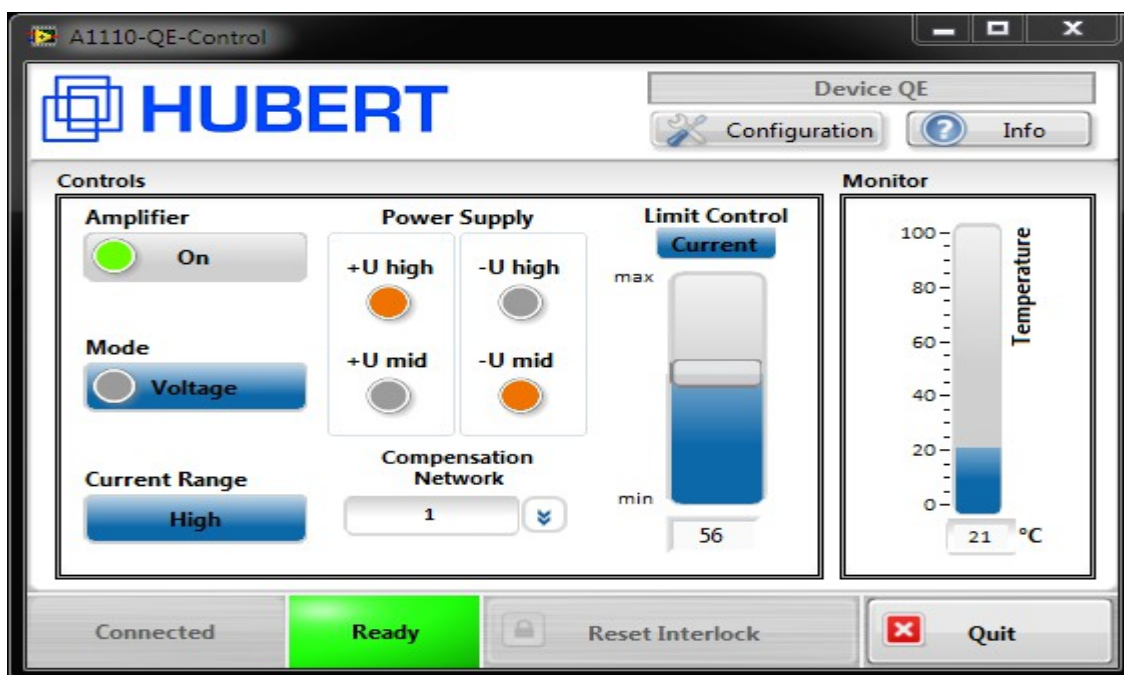 A1110-QE-Control
HUBERT
Device QE
Configuration
Info
Controls
Monitor
Amplifier
On
Mode
Voltage
Current Range
High
Power Supply
+U high
-U high
+U mid
-U mid
Compensation
Network
1
Limit Control
Current
max
min
56
100
80
60
40
20
0
Temperature
21 °C
Connected
Ready
Reset Interlock
Quit